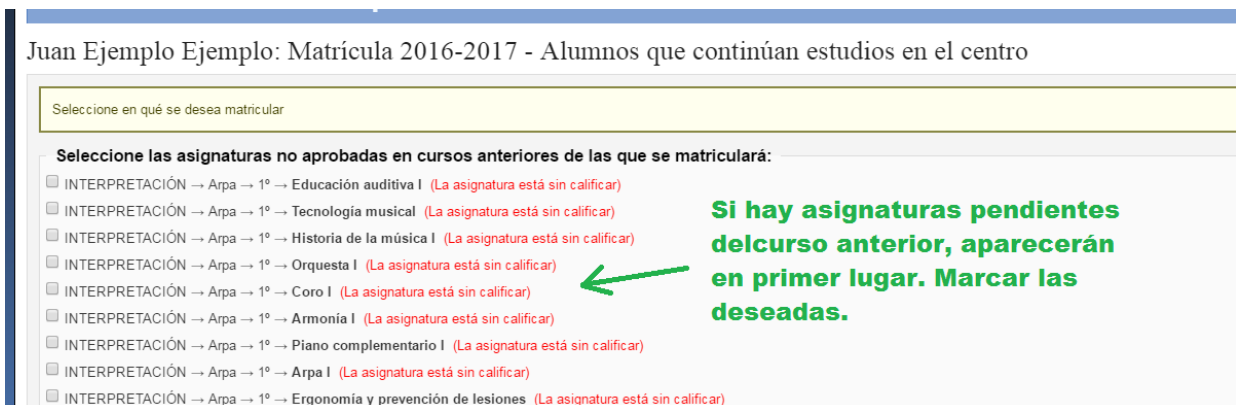 Juan Ejemplo Ejemplo: Matrícula 2016-2017 - Alumnos que continúan estudios en el centro
Seleccione en qué se desea matricular
Seleccione las asignaturas no aprobadas en cursos anteriores de las que se matriculará:
INTERPRETACIÓN → Arpa → 1º → Educación auditiva I (La asignatura está sin calificar)
INTERPRETACIÓN → Arpa → 1º → Tecnología musical (La asignatura está sin calificar)
INTERPRETACIÓN → Arpa → 1º → Historia de la música I (La asignatura está sin calificar)
INTERPRETACIÓN → Arpa → 1º → Orquesta I (La asignatura está sin calificar)
INTERPRETACIÓN → Arpa → 1º → Coro I (La asignatura está sin calificar)
INTERPRETACIÓN → Arpa → 1º → Armonía I (La asignatura está sin calificar)
INTERPRETACIÓN → Arpa → 1º → Piano complementario I (La asignatura está sin calificar)
INTERPRETACIÓN → Arpa → 1º → Arpa I (La asignatura está sin calificar)
INTERPRETACIÓN → Arpa → 1º → Ergonomía y prevención de lesiones (La asignatura está sin calificar)
Si hay asignaturas pendientes
delcurso anterior, aparecerán
en primer lugar. Marcar las
deseadas.